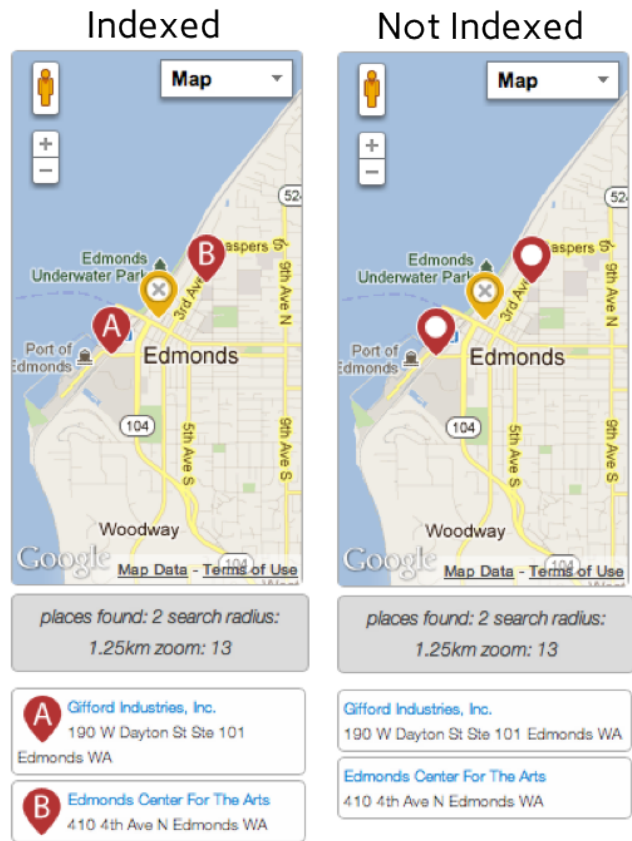 Indexed
Map
+
−
524
B
aspers
Edmonds
Underwater Park
3rd Ave
9th Ave N
A
Port of
Edmonds
Edmonds
104
5th Ave S
9th Ave S
Woodway
Google
104
Map Data - Terms of Use
places found: 2 search radius:
1.25km zoom: 13
A
Gifford Industries, Inc.
190 W Dayton St Ste 101
Edmonds WA
B
Edmonds Center For The Arts
410 4th Ave N Edmonds WA
Not Indexed
Map
+
−
524
aspers
Edmonds
Underwater Park
3rd Ave
9th Ave N
Port of
Edmonds
Edmonds
104
5th Ave S
9th Ave S
Woodway
Google
104
Map Data - Terms of Use
places found: 2 search radius:
1.25km zoom: 13
Gifford Industries, Inc.
190 W Dayton St Ste 101 Edmonds WA
Edmonds Center For The Arts
410 4th Ave N Edmonds WA